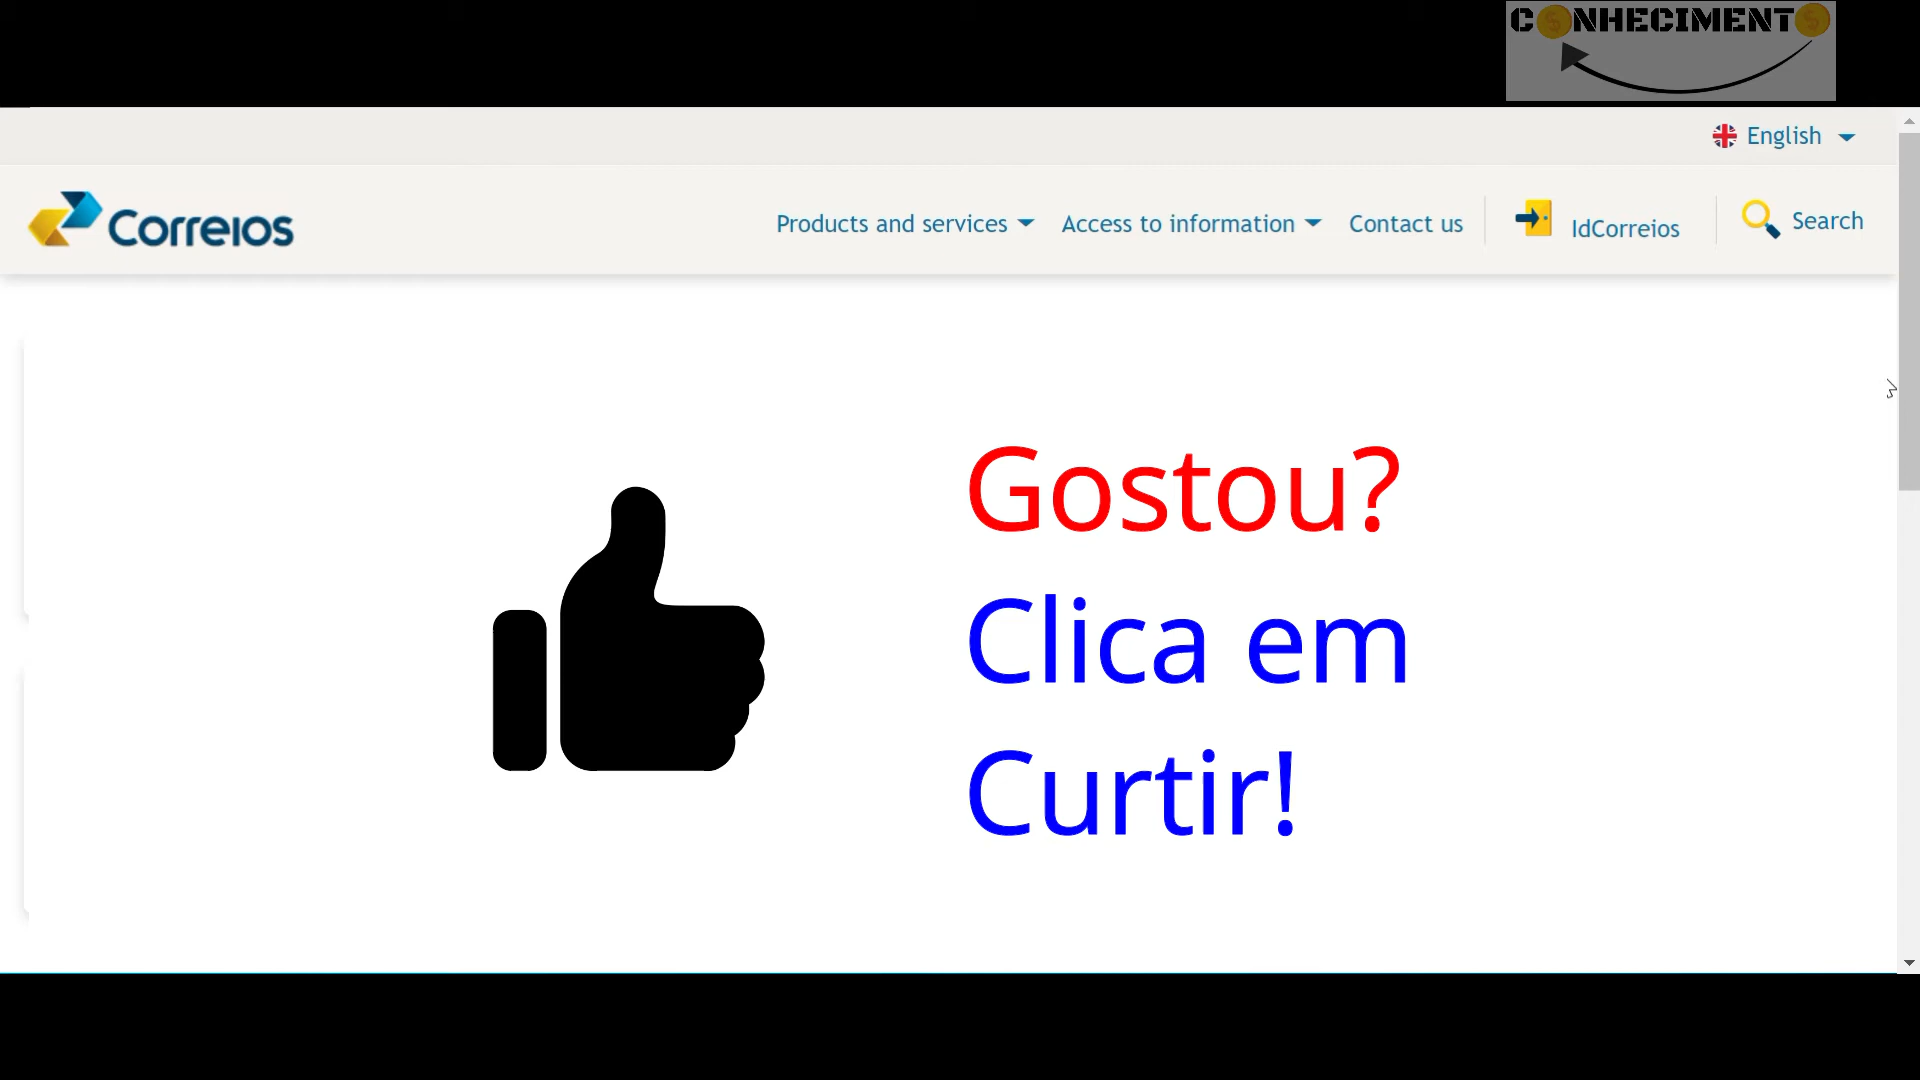 CONHECIMENTO
English
Correios
Products and services
Access to information
Contact us
IdCorreios
Search
Gostou?
Clica em
Curtir!